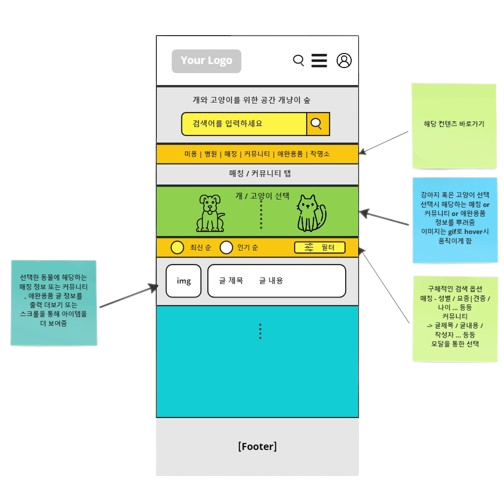 Your Logo
개와 고양이를 위한 공간 개냥이 숲
검색어를 입력하세요
미용 | 병원 | 매칭 | 커뮤니티 | 애완용품 | 작명소
매칭 / 커뮤니티 탭
개 / 고양이 선택
최신 순
인기 순
필터
img
글 제목
글 내용
[Footer]
해당 컨텐츠 바로가기
강아지 혹은 고양이 선택
선택시 해당하는 매칭 or
커뮤니티 or 애완용품
정보를 뿌려줌
이미지는 gif로 hover시
움직이게 함
구체적인 검색 옵션
매칭 - 성별 / 묘종|견종 /
나이 ... 등등
커뮤니티
-> 글제목 / 글내용 /
작성자 ... 등등
모달을 통한 선택
선택한 동물에 해당하는
매칭 정보 또는 커뮤니티
, 애완용품 글 정보를
출력 더보기 또는
스크롤을 통해 아이템을
더 보여줌